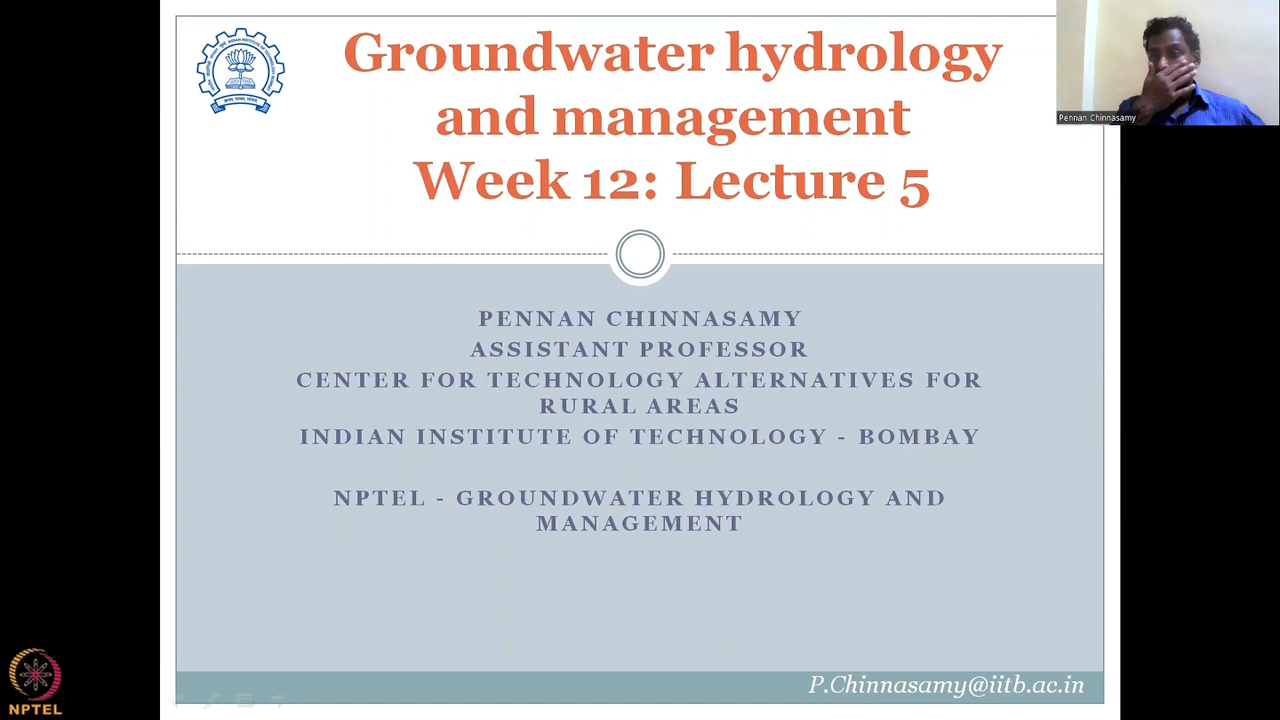 Groundwater hydrology
and management
Week 12: Lecture 5
Pennan Chinnasamy
PENNAN CHINNASAMY
ASSISTANT PROFESSOR
CENTER FOR TECHNOLOGY ALTERNATIVES FOR
RURAL AREAS
INDIAN INSTITUTE OF TECHNOLOGY - BOMBAY
NPTEL - GROUNDWATER HYDROLOGY AND
MANAGEMENT
P.Chinnasamy@iitb.ac.in
NPTEL